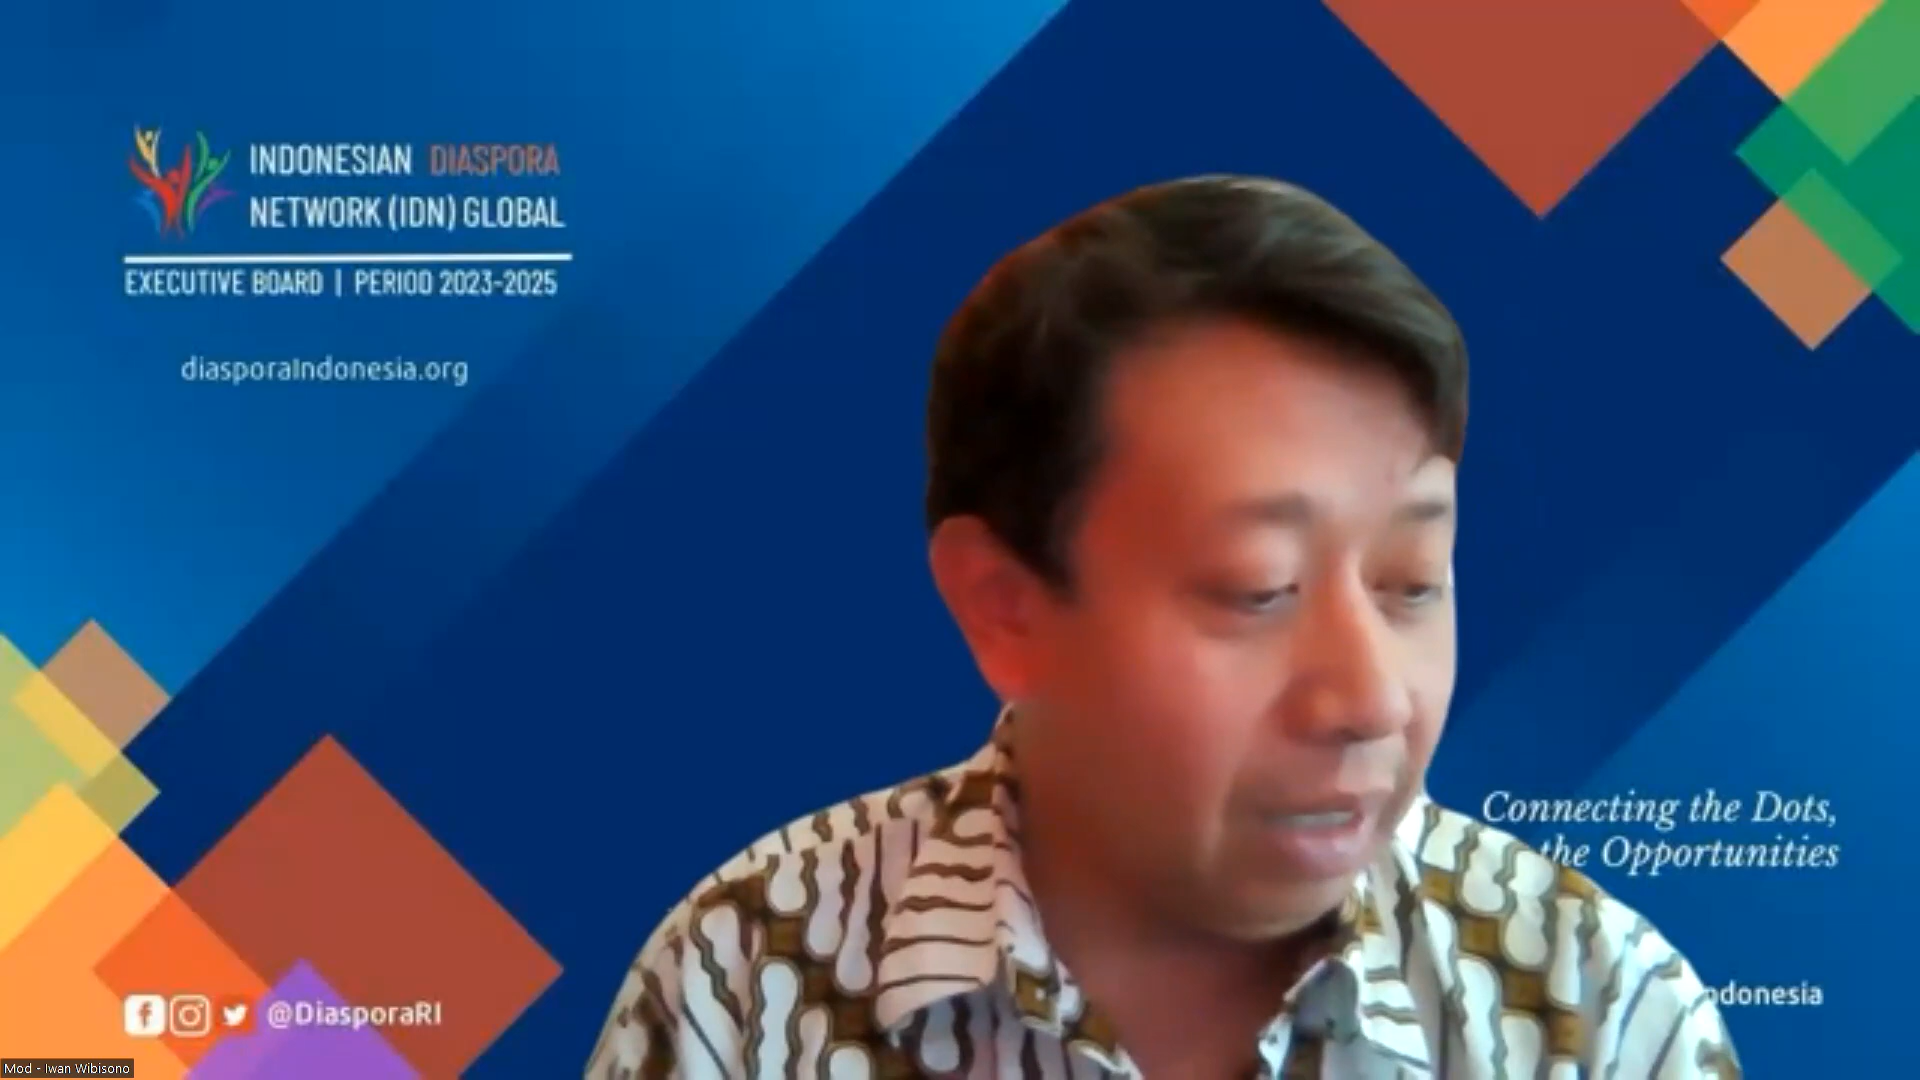 INDONESIAN DIASPORA
NETWORK (IDN) GLOBAL
EXECUTIVE BOARD | PERIOD 2023-2025
diasporaIndonesia.org
Connecting the Dots,
the Opportunities
@DiasporaRI
Mod - Iwan Wibisono